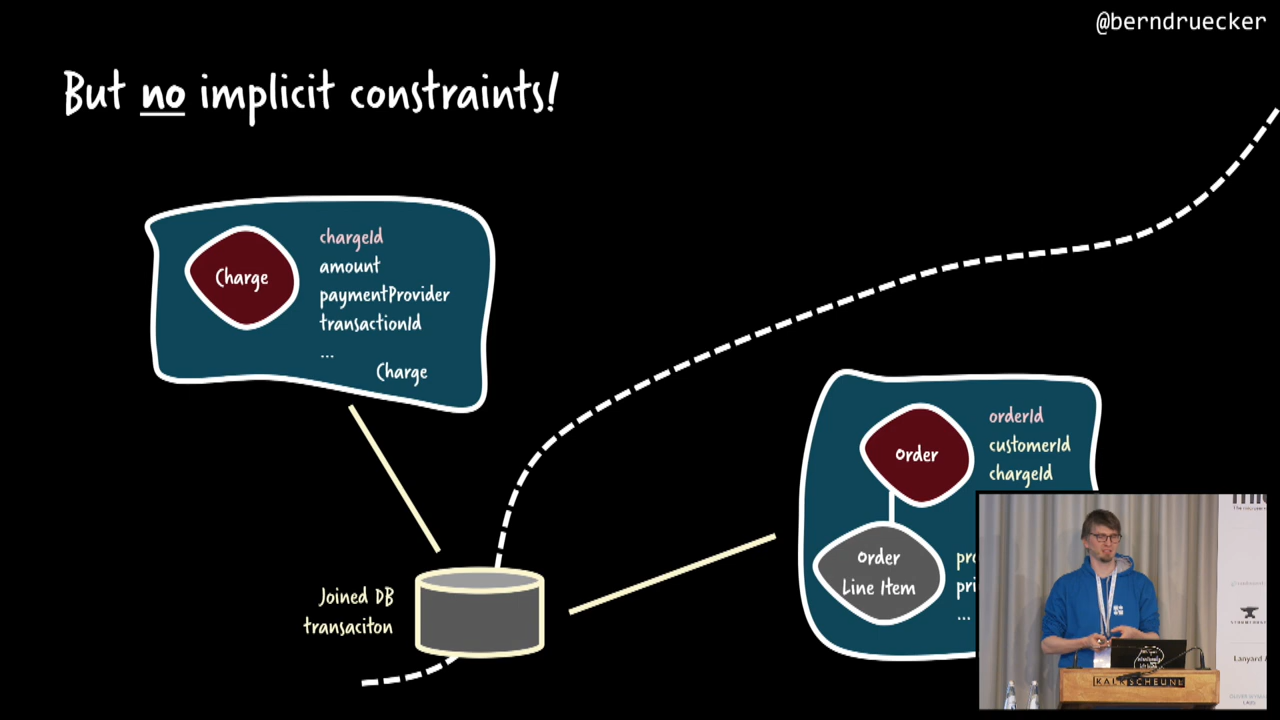 @berndruecker
But no implicit constraints!
Charge
chargeId
amount
paymentProvider
transactionId
...
Charge
Order
orderId
customerId
chargeId
Order
Line Item
...
Joined DB
transaciton
Lanyard
KALKSCHEUNE